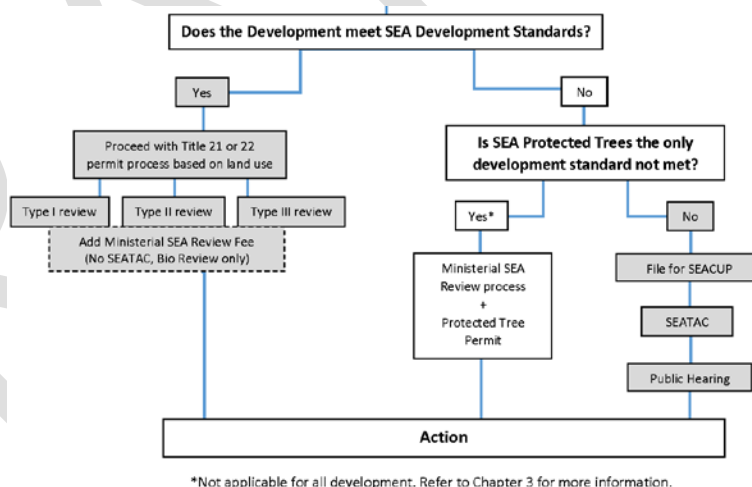 Does the Development meet SEA Development Standards?
Yes
No
Proceed with Title 21 or 22
permit process based on land use
Is SEA Protected Trees the only
development standard not met?
Type I review
Type II review
Type III review
Yes*
No
Add Ministerial SEA Review Fee
(No SEATAC, Bio Review only)
Ministerial SEA
Review process
+
Protected Tree
Permit
File for SEACUP
SEATAC
Public Hearing
Action
*Not applicable for all development. Refer to Chapter 3 for more information.